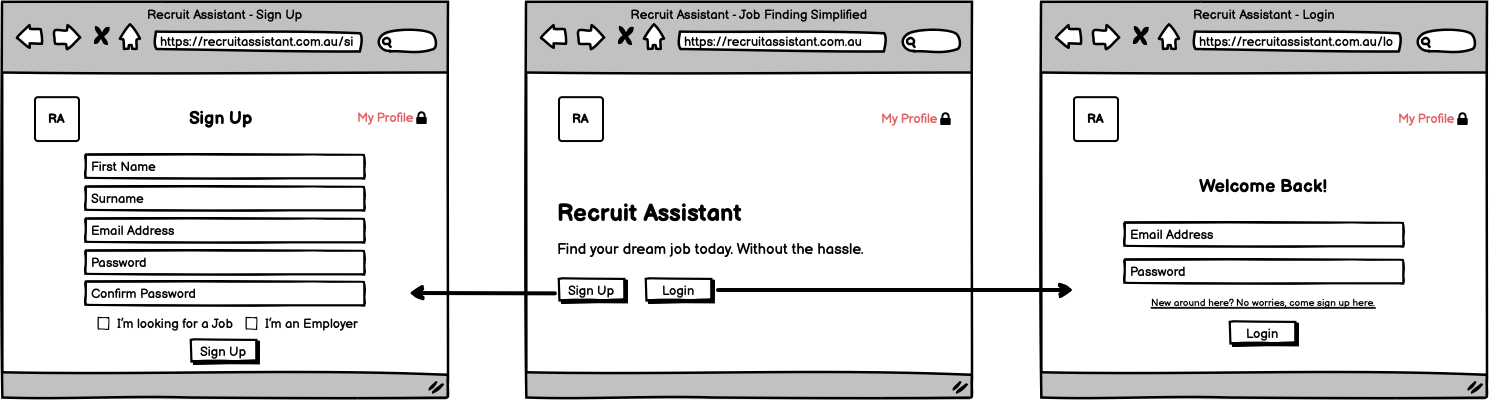 Recruit Assistant - Sign Up
https://recruitassistant.com.au/si
RA
Sign Up
My Profile
First Name
Surname
Email Address
Password
Confirm Password
I'm looking for a Job
I'm an Employer
Sign Up
Recruit Assistant - Job Finding Simplified
https://recruitassistant.com.au
RA
My Profile
Recruit Assistant
Find your dream job today. Without the hassle.
Sign Up
Login
Recruit Assistant - Login
https://recruitassistant.com.au/lo
RA
My Profile
Welcome Back!
Email Address
Password
New around here? No worries, come sign up here.
Login